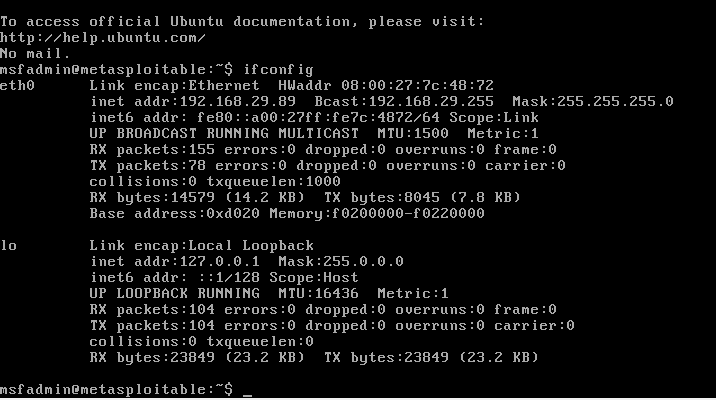 To access official Ubuntu documentation, please visit:
http://help.ubuntu.com/
No mail.
msfadmin@metasploitable:~$ ifconfig
eth0      Link encap:Ethernet  HWaddr 08:00:27:7c:48:72
          inet addr:192.168.29.89  Bcast:192.168.29.255  Mask:255.255.255.0
          inet6 addr: fe80::a00:27ff:fe7c:4872/64 Scope:Link
          UP BROADCAST RUNNING MULTICAST  MTU:1500  Metric:1
          RX packets:155 errors:0 dropped:0 overruns:0 frame:0
          TX packets:78 errors:0 dropped:0 overruns:0 carrier:0
          collisions:0 txqueuelen:1000
          RX bytes:14579 (14.2 KB)  TX bytes:8045 (7.8 KB)
          Base address:0xd020 Memory:f0200000-f0220000
lo        Link encap:Local Loopback
          inet addr:127.0.0.1  Mask:255.0.0.0
          inet6 addr: ::1/128 Scope:Host
          UP LOOPBACK RUNNING  MTU:16436  Metric:1
          RX packets:104 errors:0 dropped:0 overruns:0 frame:0
          TX packets:104 errors:0 dropped:0 overruns:0 carrier:0
          collisions:0 txqueuelen:0
          RX bytes:23849 (23.2 KB)  TX bytes:23849 (23.2 KB)
msfadmin@metasploitable:~$ _